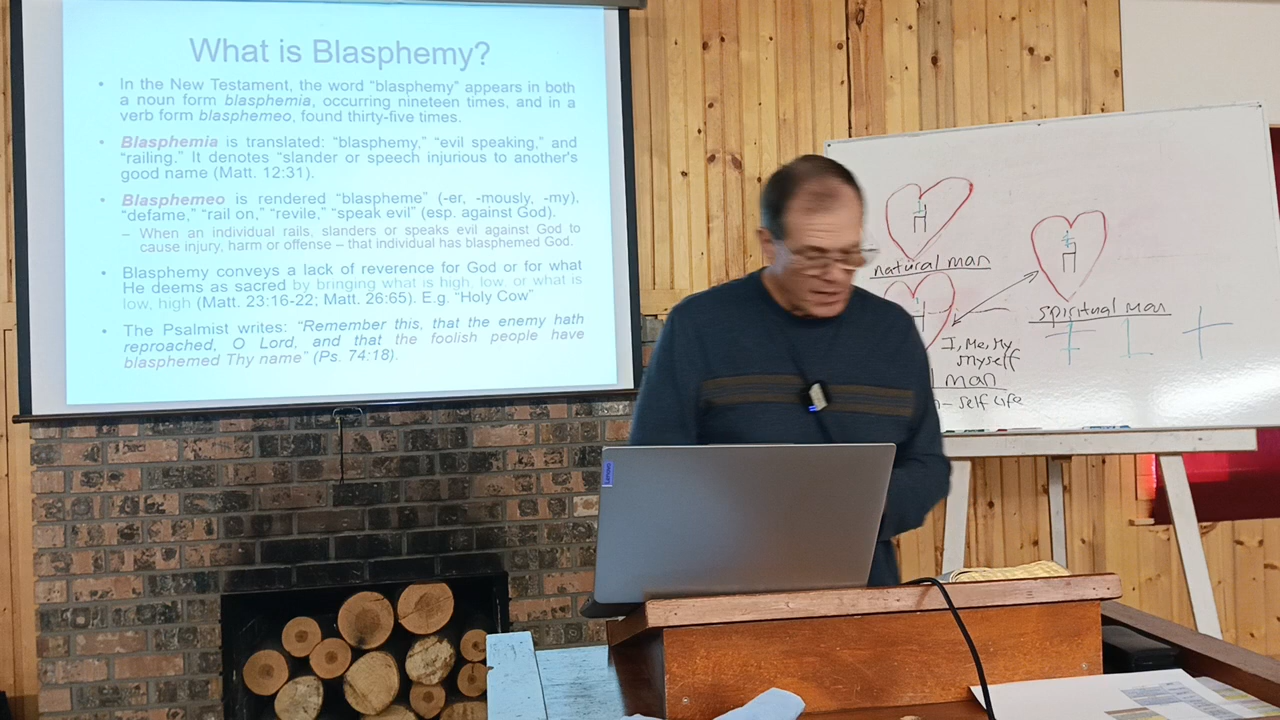 What is Blasphemy?
• In the New Testament, the word "blasphemy" appears in both
a noun form blasphemia, occurring nineteen times, and in a
verb form blasphemeo, found thirty-five times.
• Blasphemia is translated: "blasphemy," "evil speaking," and
"railing." It denotes "slander or speech injurious to another's
good name (Matt. 12:31).
• Blasphemeo is rendered "blaspheme" (-er, -mously, -my),
"defame," "rail on," "revile," "speak evil" (esp. against God).
– When an individual rails, slanders or speaks evil against God to
cause injury, harm or offense – that individual has blasphemed God.
• Blasphemy conveys a lack of reverence for God or for what
He deems as sacred by bringing what is high, low, or what is
low, high (Matt. 23:16-22; Matt. 26:65). E.g. "Holy Cow"
• The Psalmist writes: "Remember this, that the enemy hath
reproached, O Lord, and that the foolish people have
blasphemed Thy name" (Ps. 74:18).
natural man
spiritual man
I, Me, My
Myself
man
- self life
Lenovo